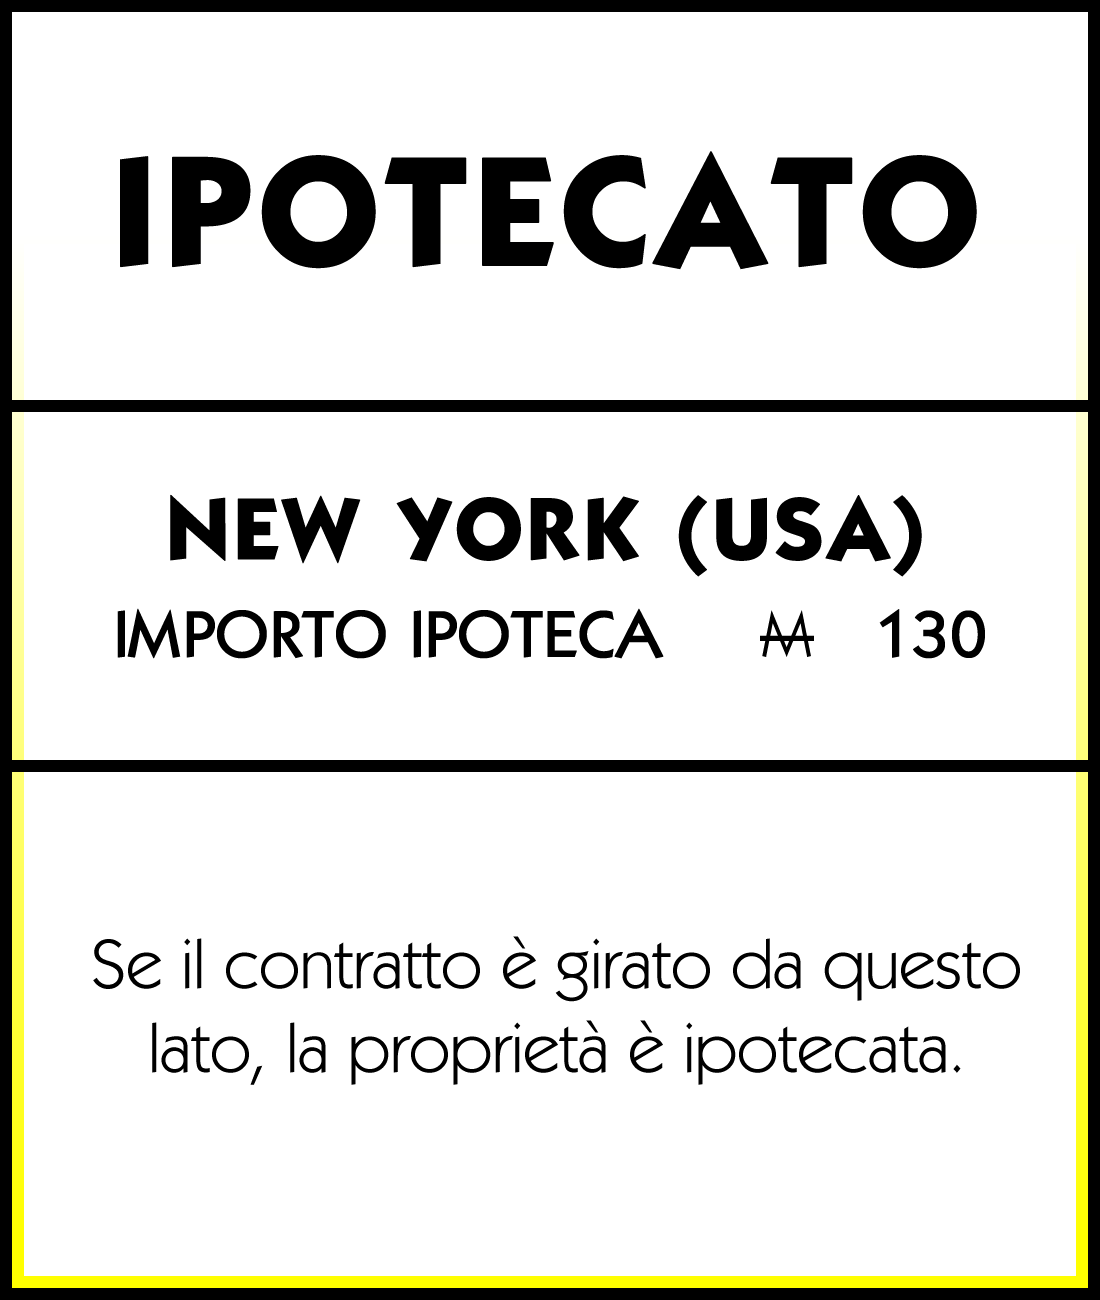 IPOTECATO
NEW YORK (USA)
IMPORTO IPOTECA M 130
Se il contratto è girato da questo
lato, la proprietà è ipotecata.